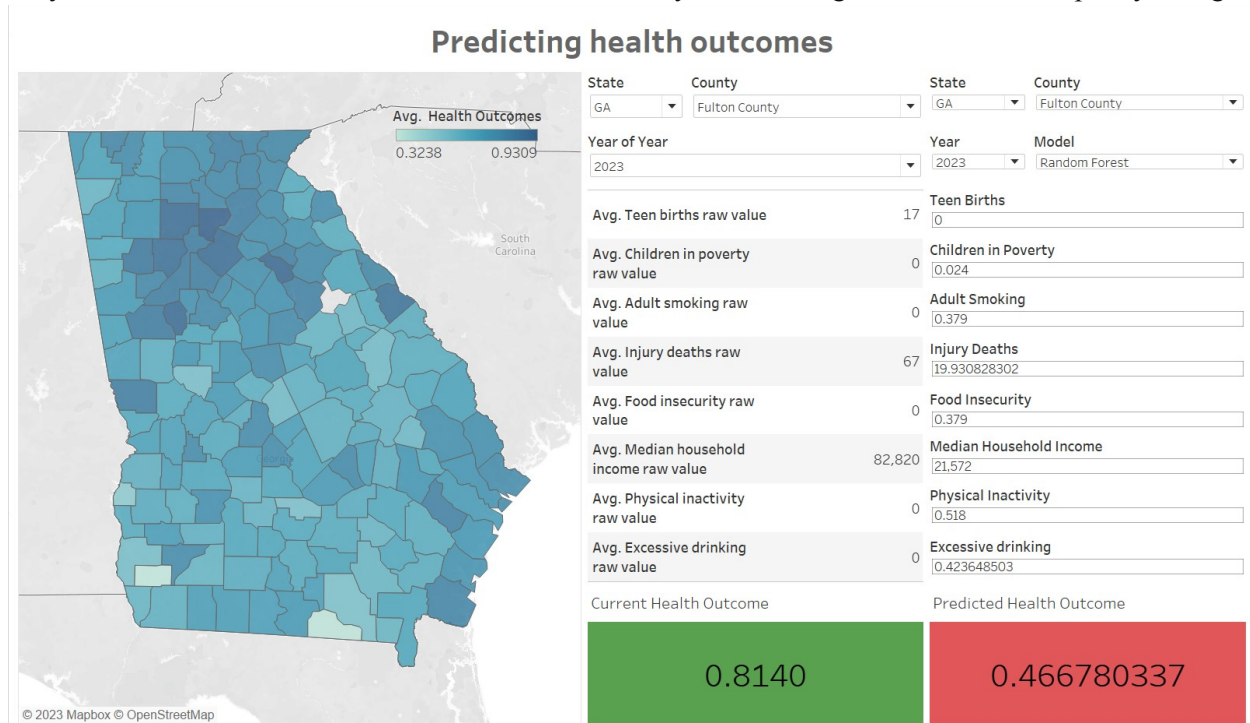 Predicting health outcomes
Avg. Health Outcomes
0.3238 0.9309
South
Carolina
Georgia
© 2023 Mapbox © OpenStreetMap
State County
GA Fulton County
Year of Year
2023
Avg. Teen births raw value 17
Avg. Children in poverty
raw value 0
Avg. Adult smoking raw
value 0
Avg. Injury deaths raw
value 67
Avg. Food insecurity raw
value 0
Avg. Median household
income raw value 82,820
Avg. Physical inactivity
raw value 0
Avg. Excessive drinking
raw value 0
Current Health Outcome
0.8140
State County
GA Fulton County
Year Model
2023 Random Forest
Teen Births
0
Children in Poverty
0.024
Adult Smoking
0.379
Injury Deaths
19.930828302
Food Insecurity
0.379
Median Household Income
21,572
Physical Inactivity
0.518
Excessive drinking
0.423648503
Predicted Health Outcome
0.466780337